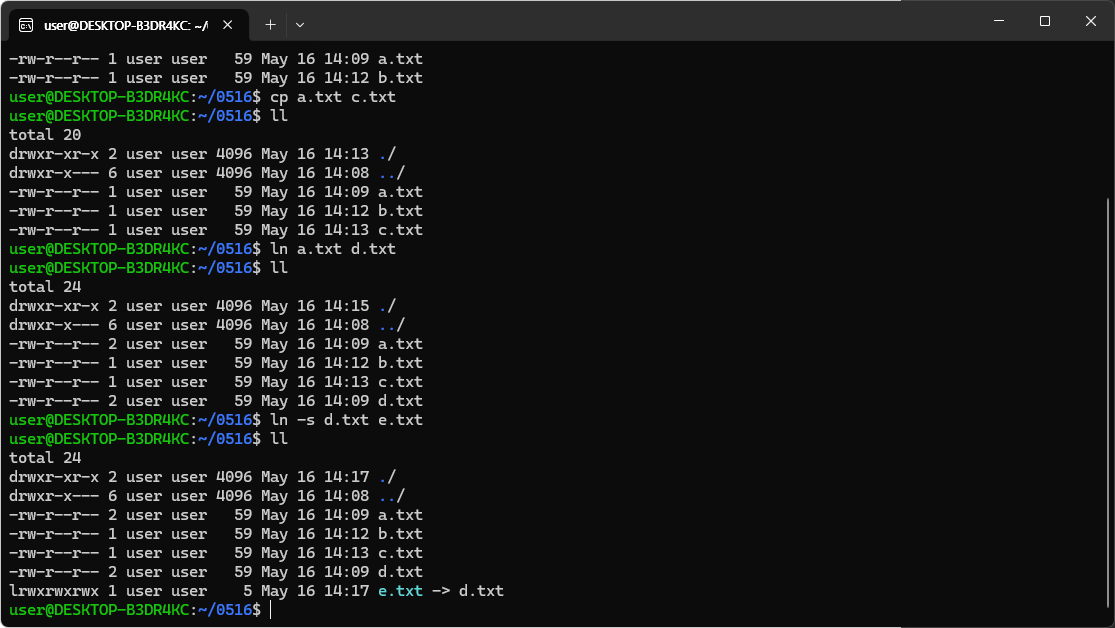 user@DESKTOP-B3DR4KC: ~/
-rw-r--r-- 1 user user   59 May 16 14:09 a.txt
-rw-r--r-- 1 user user   59 May 16 14:12 b.txt
user@DESKTOP-B3DR4KC:~/0516$ cp a.txt c.txt
user@DESKTOP-B3DR4KC:~/0516$ ll
total 20
drwxr-xr-x 2 user user 4096 May 16 14:13 ./
drwxr-x--- 6 user user 4096 May 16 14:08 ../
-rw-r--r-- 1 user user   59 May 16 14:09 a.txt
-rw-r--r-- 1 user user   59 May 16 14:12 b.txt
-rw-r--r-- 1 user user   59 May 16 14:13 c.txt
user@DESKTOP-B3DR4KC:~/0516$ ln a.txt d.txt
user@DESKTOP-B3DR4KC:~/0516$ ll
total 24
drwxr-xr-x 2 user user 4096 May 16 14:15 ./
drwxr-x--- 6 user user 4096 May 16 14:08 ../
-rw-r--r-- 2 user user   59 May 16 14:09 a.txt
-rw-r--r-- 1 user user   59 May 16 14:12 b.txt
-rw-r--r-- 1 user user   59 May 16 14:13 c.txt
-rw-r--r-- 2 user user   59 May 16 14:09 d.txt
user@DESKTOP-B3DR4KC:~/0516$ ln -s d.txt e.txt
user@DESKTOP-B3DR4KC:~/0516$ ll
total 24
drwxr-xr-x 2 user user 4096 May 16 14:17 ./
drwxr-x--- 6 user user 4096 May 16 14:08 ../
-rw-r--r-- 2 user user   59 May 16 14:09 a.txt
-rw-r--r-- 1 user user   59 May 16 14:12 b.txt
-rw-r--r-- 1 user user   59 May 16 14:13 c.txt
-rw-r--r-- 2 user user   59 May 16 14:09 d.txt
lrwxrwxrwx 1 user user    5 May 16 14:17 e.txt -> d.txt
user@DESKTOP-B3DR4KC:~/0516$